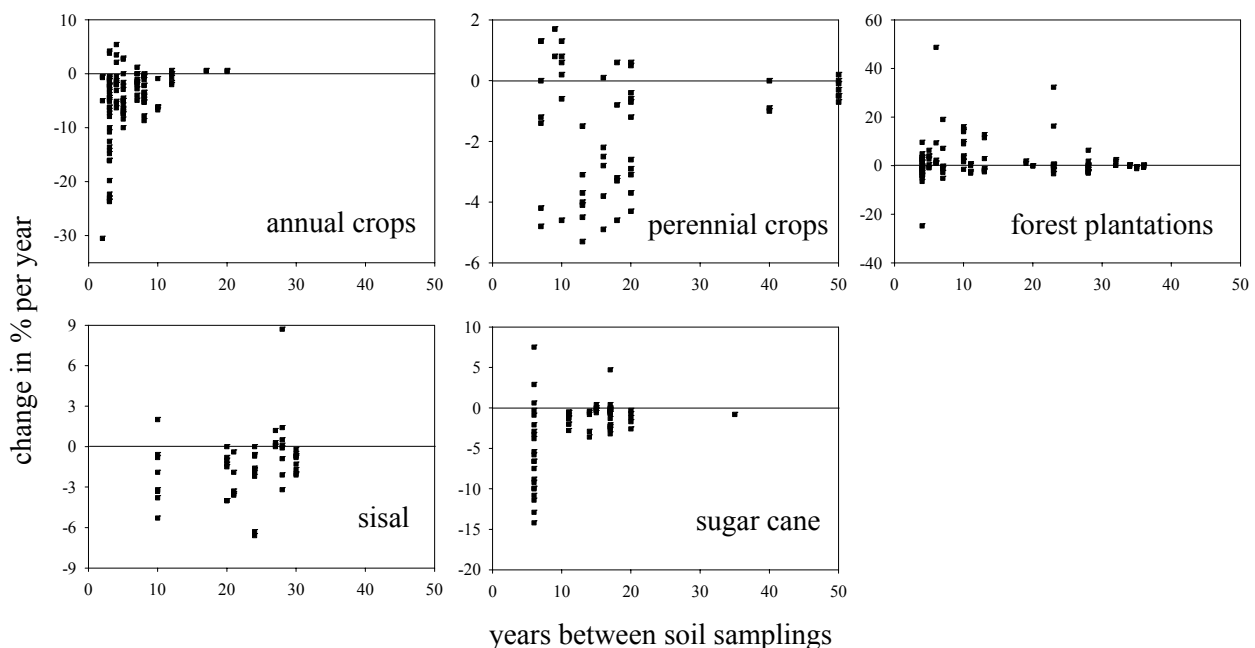 change in % per year
10
0
-10
-20
-30
0 10 20 30 40 50
annual crops
2
0
-2
-4
-6
0 10 20 30 40 50
perennial crops
60
40
20
0
-20
-40
0 10 20 30 40 50
forest plantations
9
6
3
0
-3
-6
-9
0 10 20 30 40 50
sisal
10
5
0
-5
-10
-15
-20
0 10 20 30 40 50
sugar cane
years between soil samplings